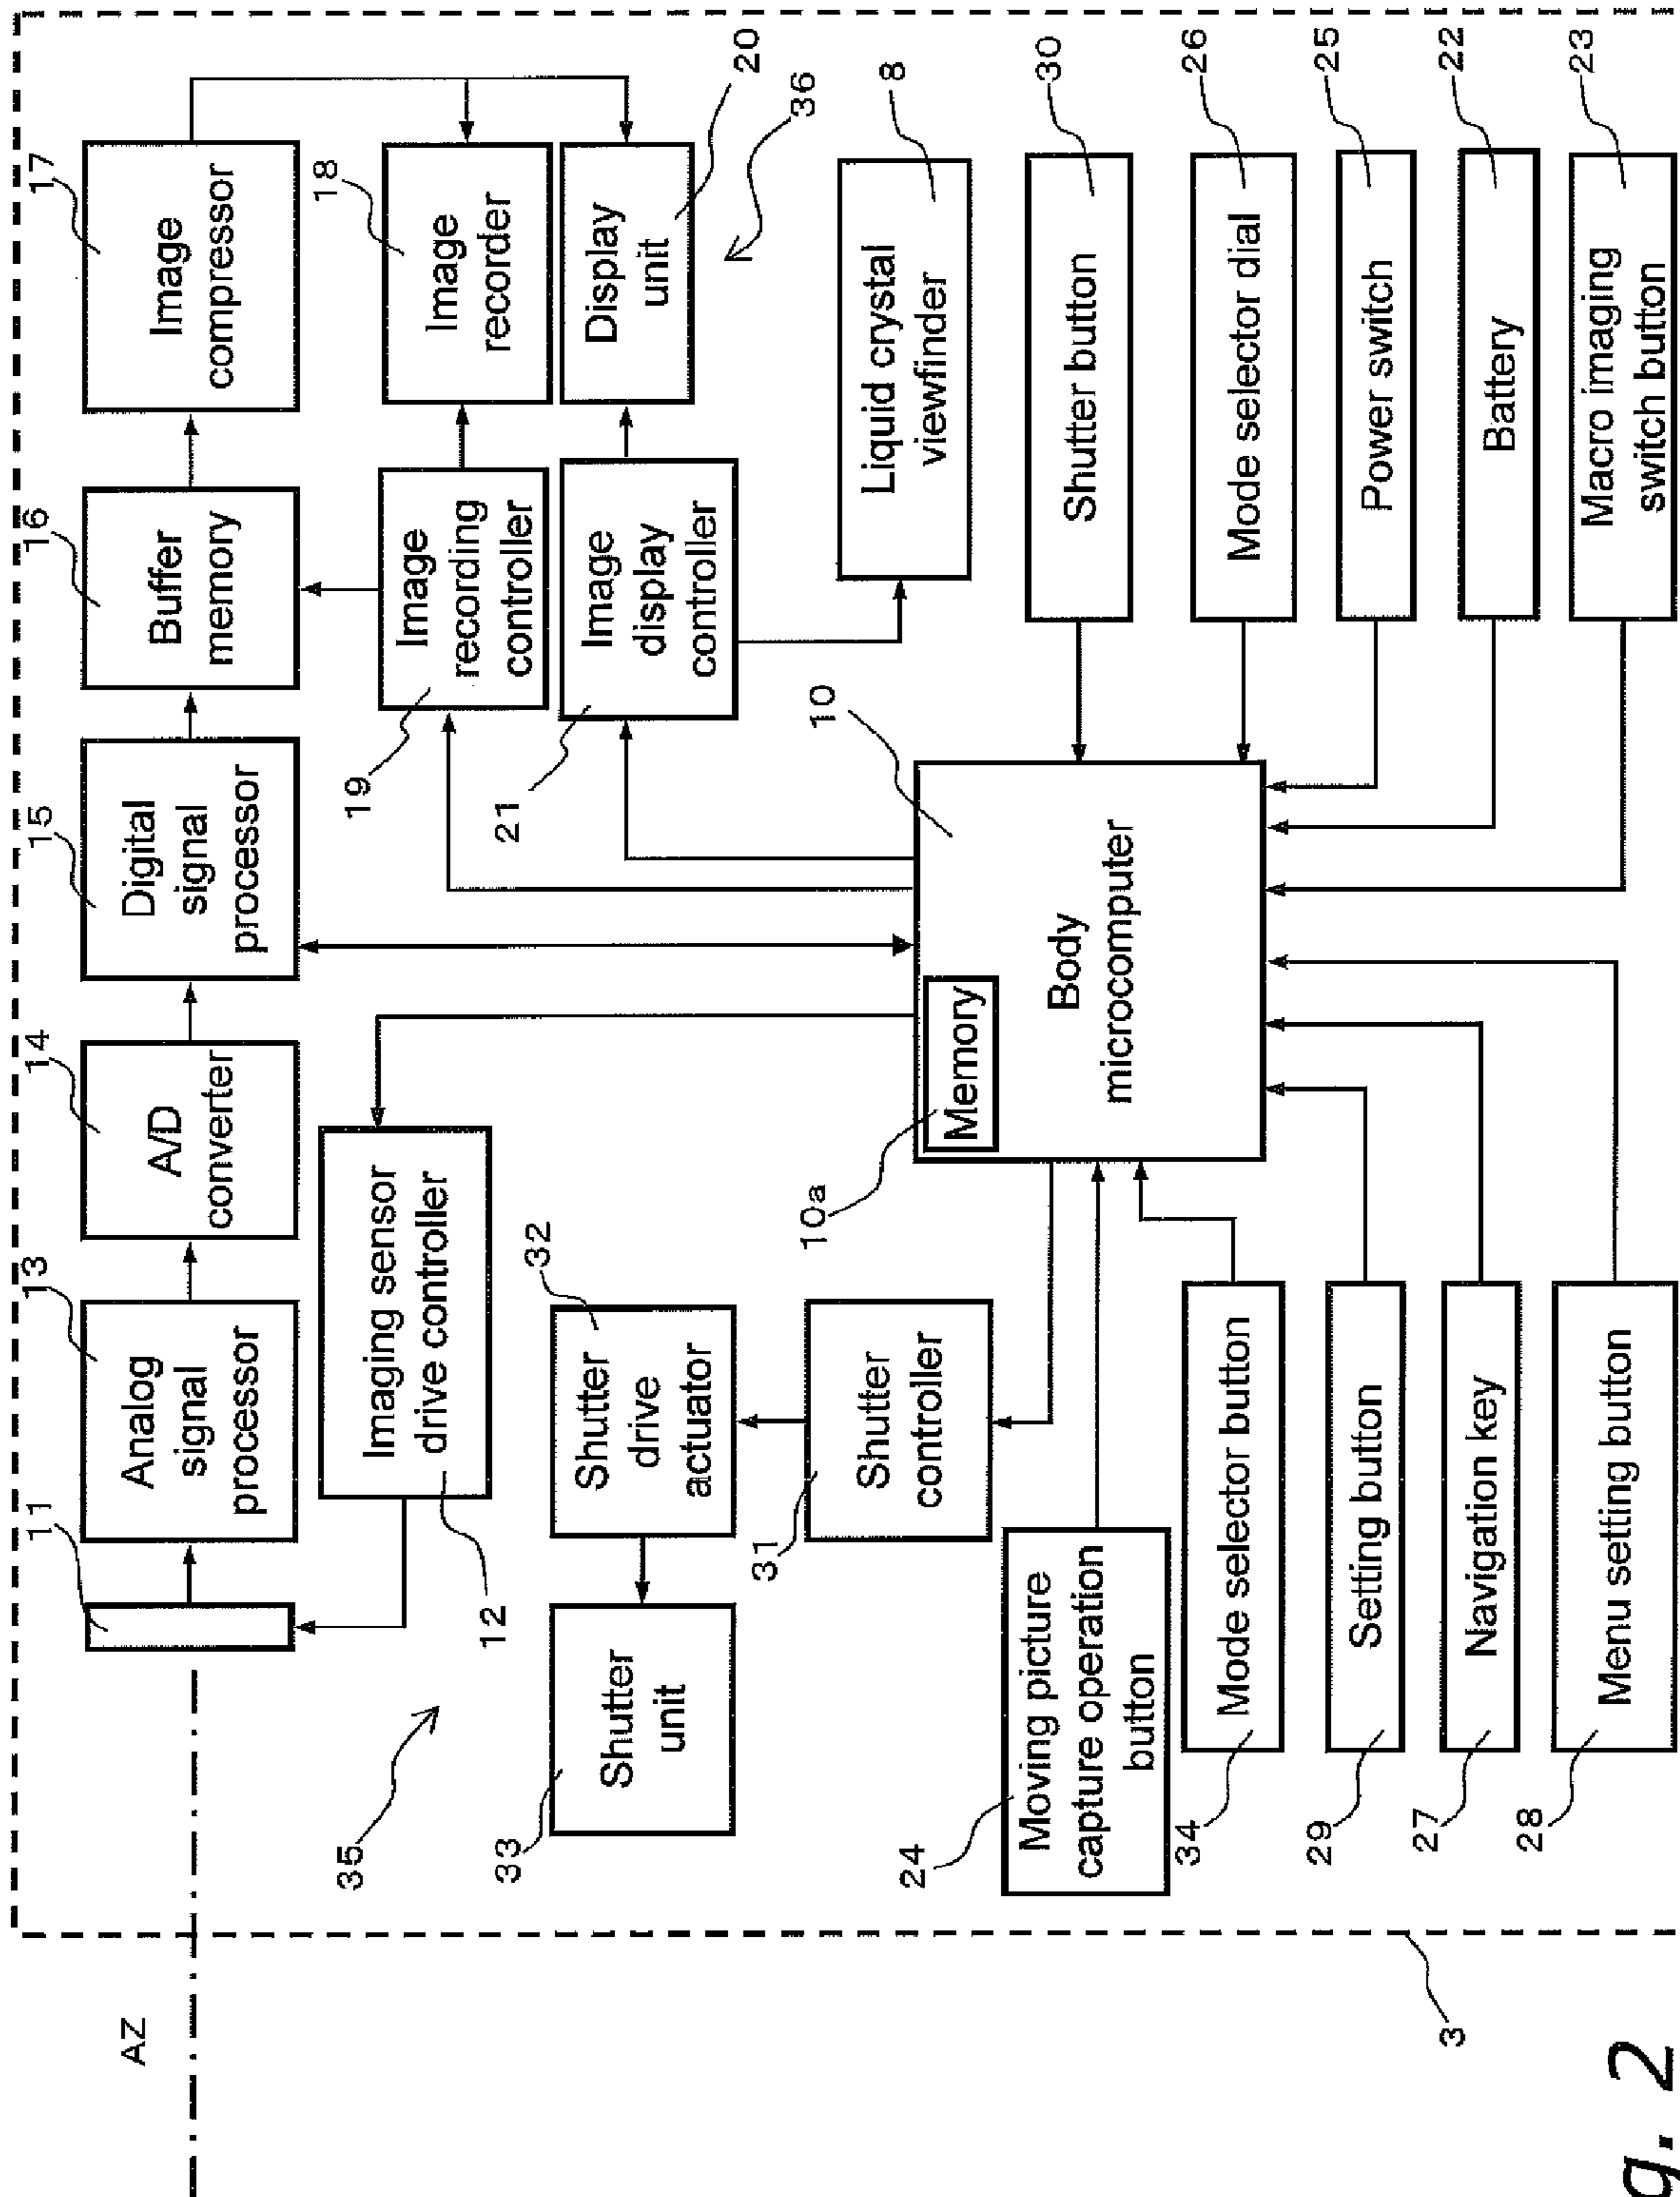 17
Image
compressor
16
Buffer
memory
15
Digital
signal
processor
14
A/D
converter
13
Analog
signal
processor
11
AZ
18
Image
recorder
19
Image
recording
controller
Imaging sensor
drive controller
12
35
20
36
Display
unit
21
Image
display
controller
32
Shutter
drive
actuator
33
Shutter
unit
8
Liquid crystal
viewfinder
10
Body
microcomputer
10a
Memory
31
Shutter
controller
24
Moving picture
capture operation
button
30
Shutter button
26
Mode selector dial
25
Power switch
22
Battery
23
Macro imaging
switch button
34
Mode selector button
29
Setting button
27
Navigation key
28
Menu setting button
3
g. 2